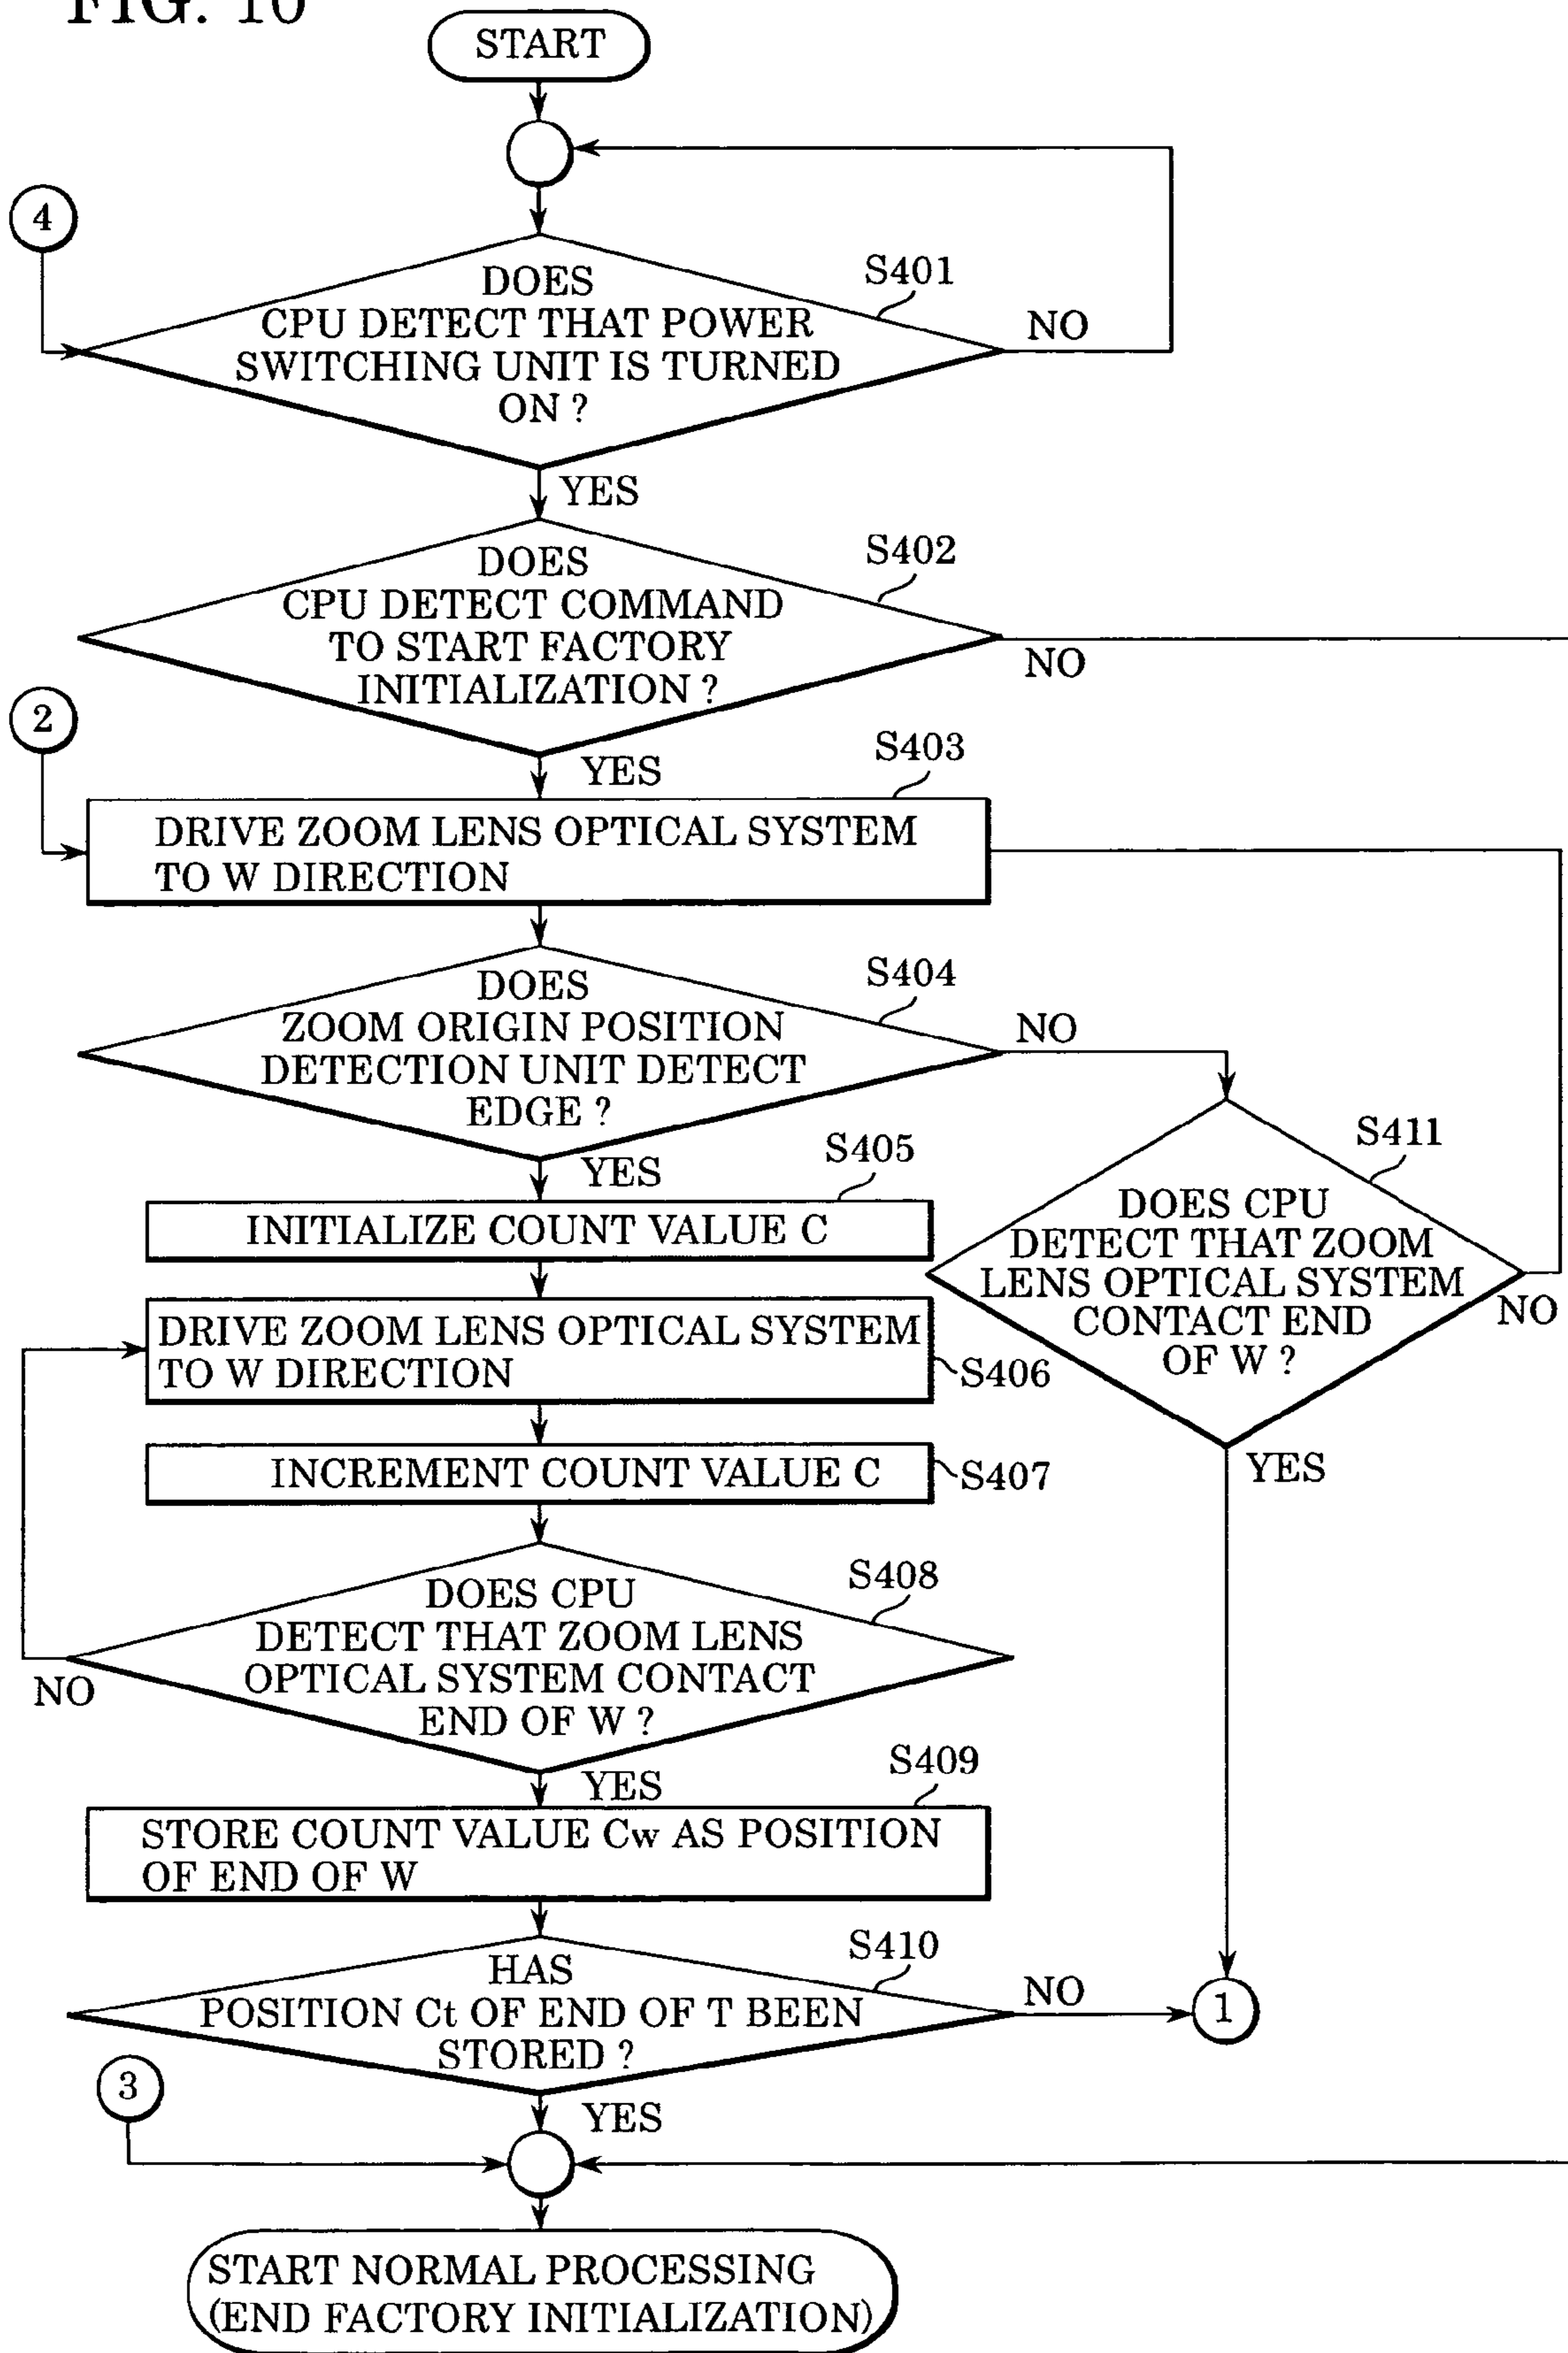 FIG. 10
START
4
S401
DOES
CPU DETECT THAT POWER
SWITCHING UNIT IS TURNED
ON ?
NO
YES
S402
DOES
CPU DETECT COMMAND
TO START FACTORY
INITIALIZATION ?
NO
2
YES
S403
DRIVE ZOOM LENS OPTICAL SYSTEM
TO W DIRECTION
S404
DOES
ZOOM ORIGIN POSITION
DETECTION UNIT DETECT
EDGE ?
NO
YES
S405
INITIALIZE COUNT VALUE C
S411
DOES CPU
DETECT THAT ZOOM
LENS OPTICAL SYSTEM
CONTACT END
OF W ?
NO
YES
DRIVE ZOOM LENS OPTICAL SYSTEM
TO W DIRECTION
S406
INCREMENT COUNT VALUE C
S407
S408
DOES CPU
DETECT THAT ZOOM LENS
OPTICAL SYSTEM CONTACT
END OF W ?
NO
YES
S409
STORE COUNT VALUE Cw AS POSITION
OF END OF W
S410
HAS
POSITION Ct OF END OF T BEEN
STORED ?
NO
1
3
YES
START NORMAL PROCESSING
(END FACTORY INITIALIZATION)